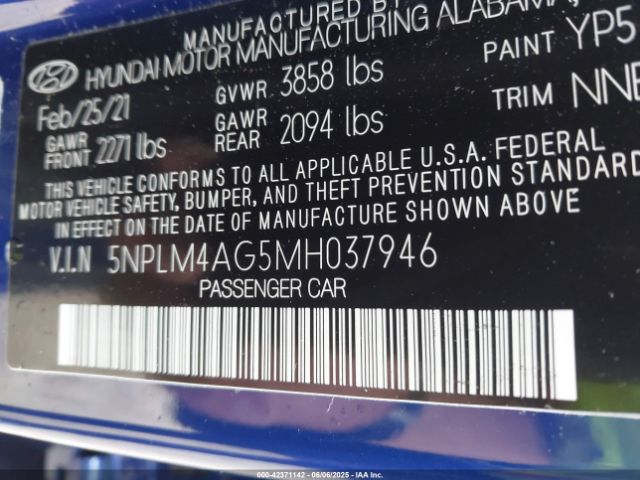 MANUFACTURED BY
HYUNDAI MOTOR MANUFACTURING ALABAMA,
Feb/25/21 GVWR 3858 lbs PAINT YP5
GAWR FRONT 2271 lbs GAWR REAR 2094 lbs TRIM NNB
THIS VEHICLE CONFORMS TO ALL APPLICABLE U.S.A. FEDERAL
MOTOR VEHICLE SAFETY, BUMPER, AND THEFT PREVENTION STANDARD
IN EFFECT ON THE DATE OF MANUFACTURE SHOWN ABOVE
V.I.N 5NPLM4AG5MH037946
PASSENGER CAR
000-42371142 - 06/06/2025 - IAA Inc.